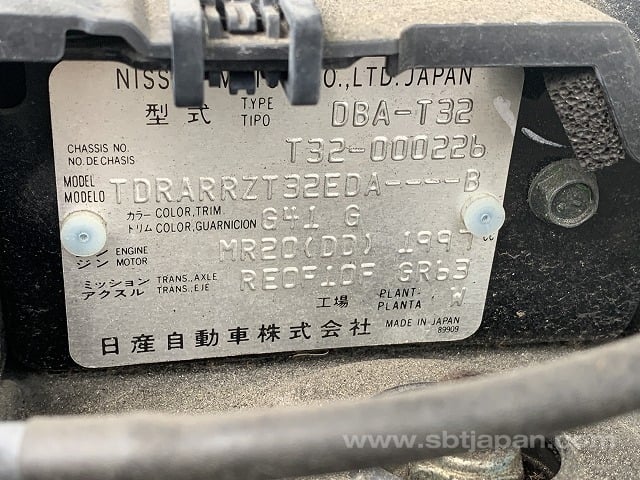 NISS M CO.,LTD.JAPAN
型式 TYPE TIPO DBA-T32
CHASSIS NO. NO.DE CHASIS T32-000226
MODEL MODELO TDRARRZT32EDA----B
カラー COLOR,TRIM トリム COLOR,GUARNICION G41 G
ジン ENGINE MOTOR MR20(DD) 1997 cc
ミッション TRANS.,AXLE アクスル TRANS.,EJE RE0F10F GR63
工場 PLANT- PLANTA W
日産自動車株式会社 MADE IN JAPAN
89909
www.sbtjapan.com